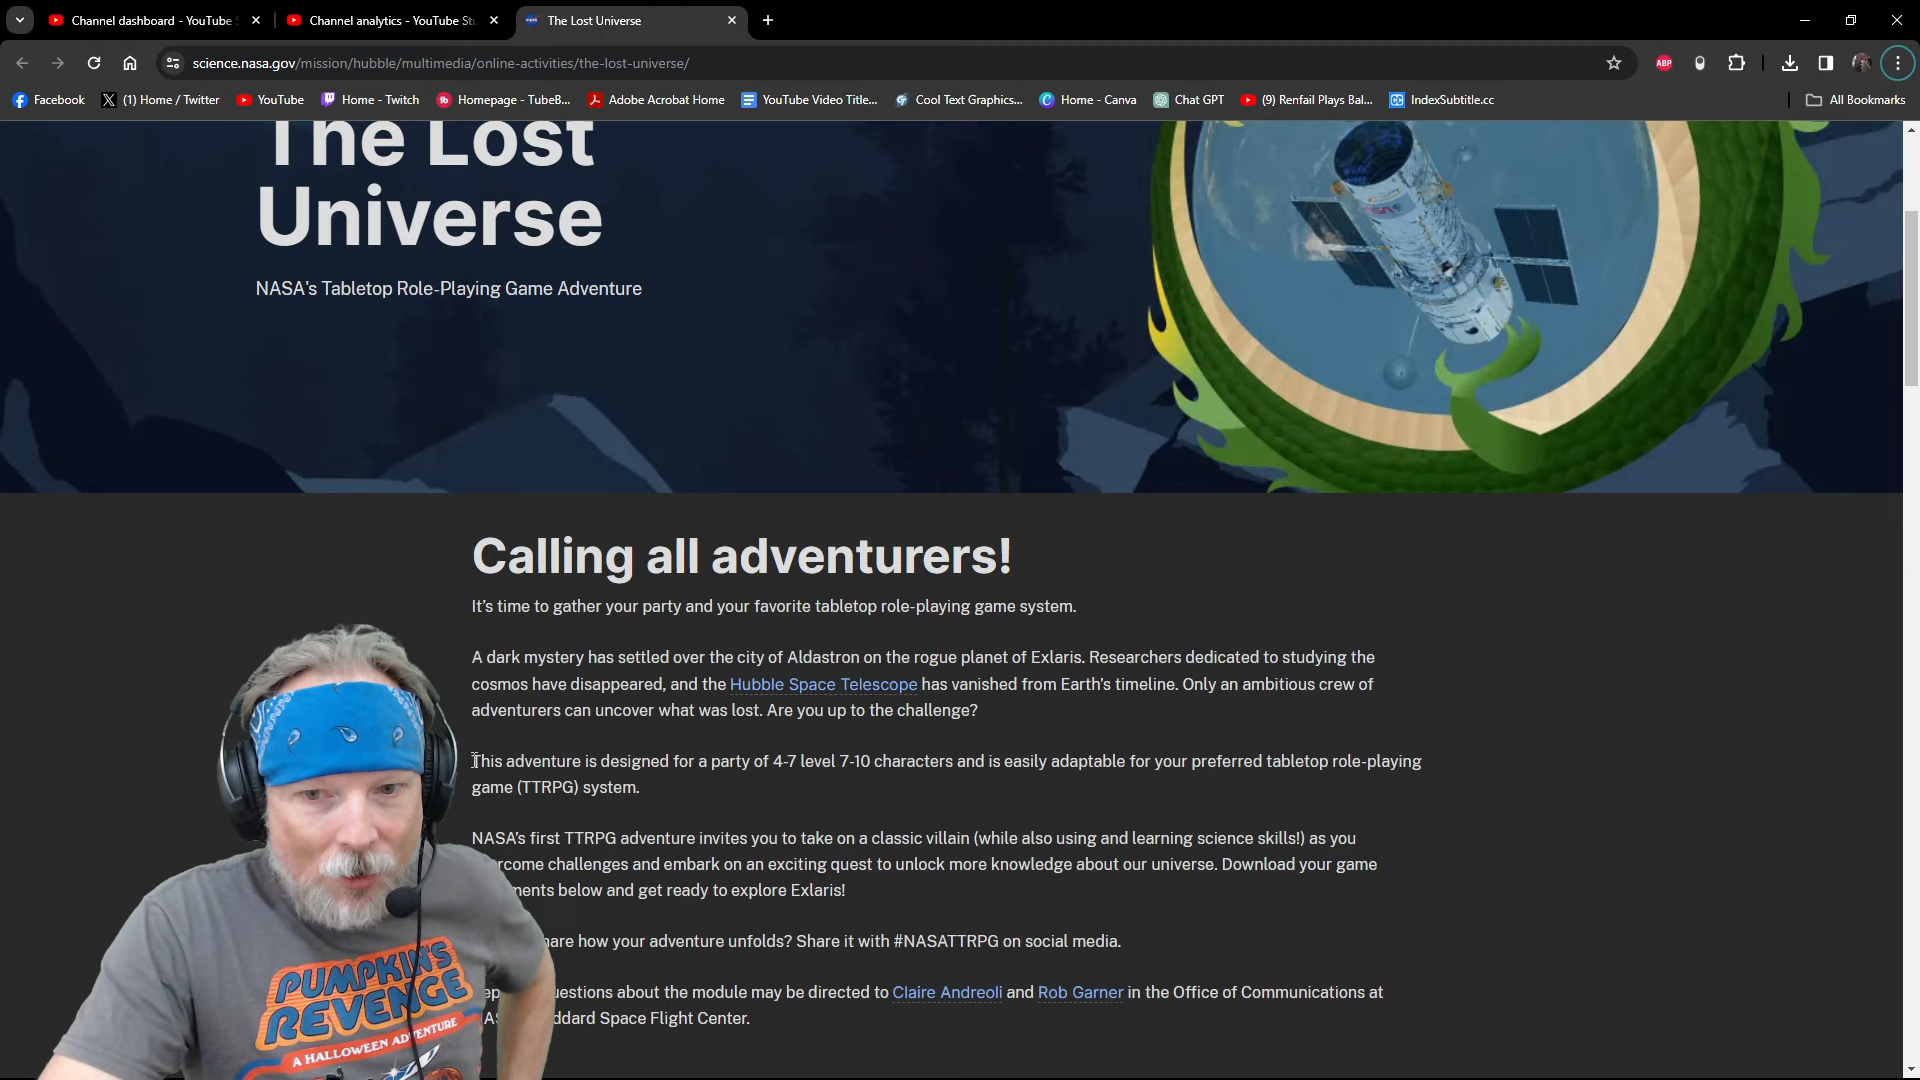 Channel dashboard - YouTube S
Channel analytics - YouTube Stu
The Lost Universe
science.nasa.gov/mission/hubble/multimedia/online-activities/the-lost-universe/
ABP
Facebook
(1) Home / Twitter
YouTube
Home - Twitch
Homepage - TubeB...
Adobe Acrobat Home
YouTube Video Title...
Cool Text Graphics...
Home - Canva
Chat GPT
(9) Renfail Plays Bal...
IndexSubtitle.cc
All Bookmarks
The Lost
Universe
NASA's Tabletop Role-Playing Game Adventure
Calling all adventurers!
It's time to gather your party and your favorite tabletop role-playing game system.
A dark mystery has settled over the city of Aldastron on the rogue planet of Exlaris. Researchers dedicated to studying the
cosmos have disappeared, and the Hubble Space Telescope has vanished from Earth's timeline. Only an ambitious crew of
adventurers can uncover what was lost. Are you up to the challenge?
This adventure is designed for a party of 4-7 level 7-10 characters and is easily adaptable for your preferred tabletop role-playing
game (TTRPG) system.
NASA's first TTRPG adventure invites you to take on a classic villain (while also using and learning science skills!) as you
ercome challenges and embark on an exciting quest to unlock more knowledge about our universe. Download your game
ments below and get ready to explore Exlaris!
hare how your adventure unfolds? Share it with #NASATTRPG on social media.
uestions about the module may be directed to Claire Andreoli and Rob Garner in the Office of Communications at
ddard Space Flight Center.
PUMPKIN'S
REVENGE
A HALLOWEEN ADVENTURE